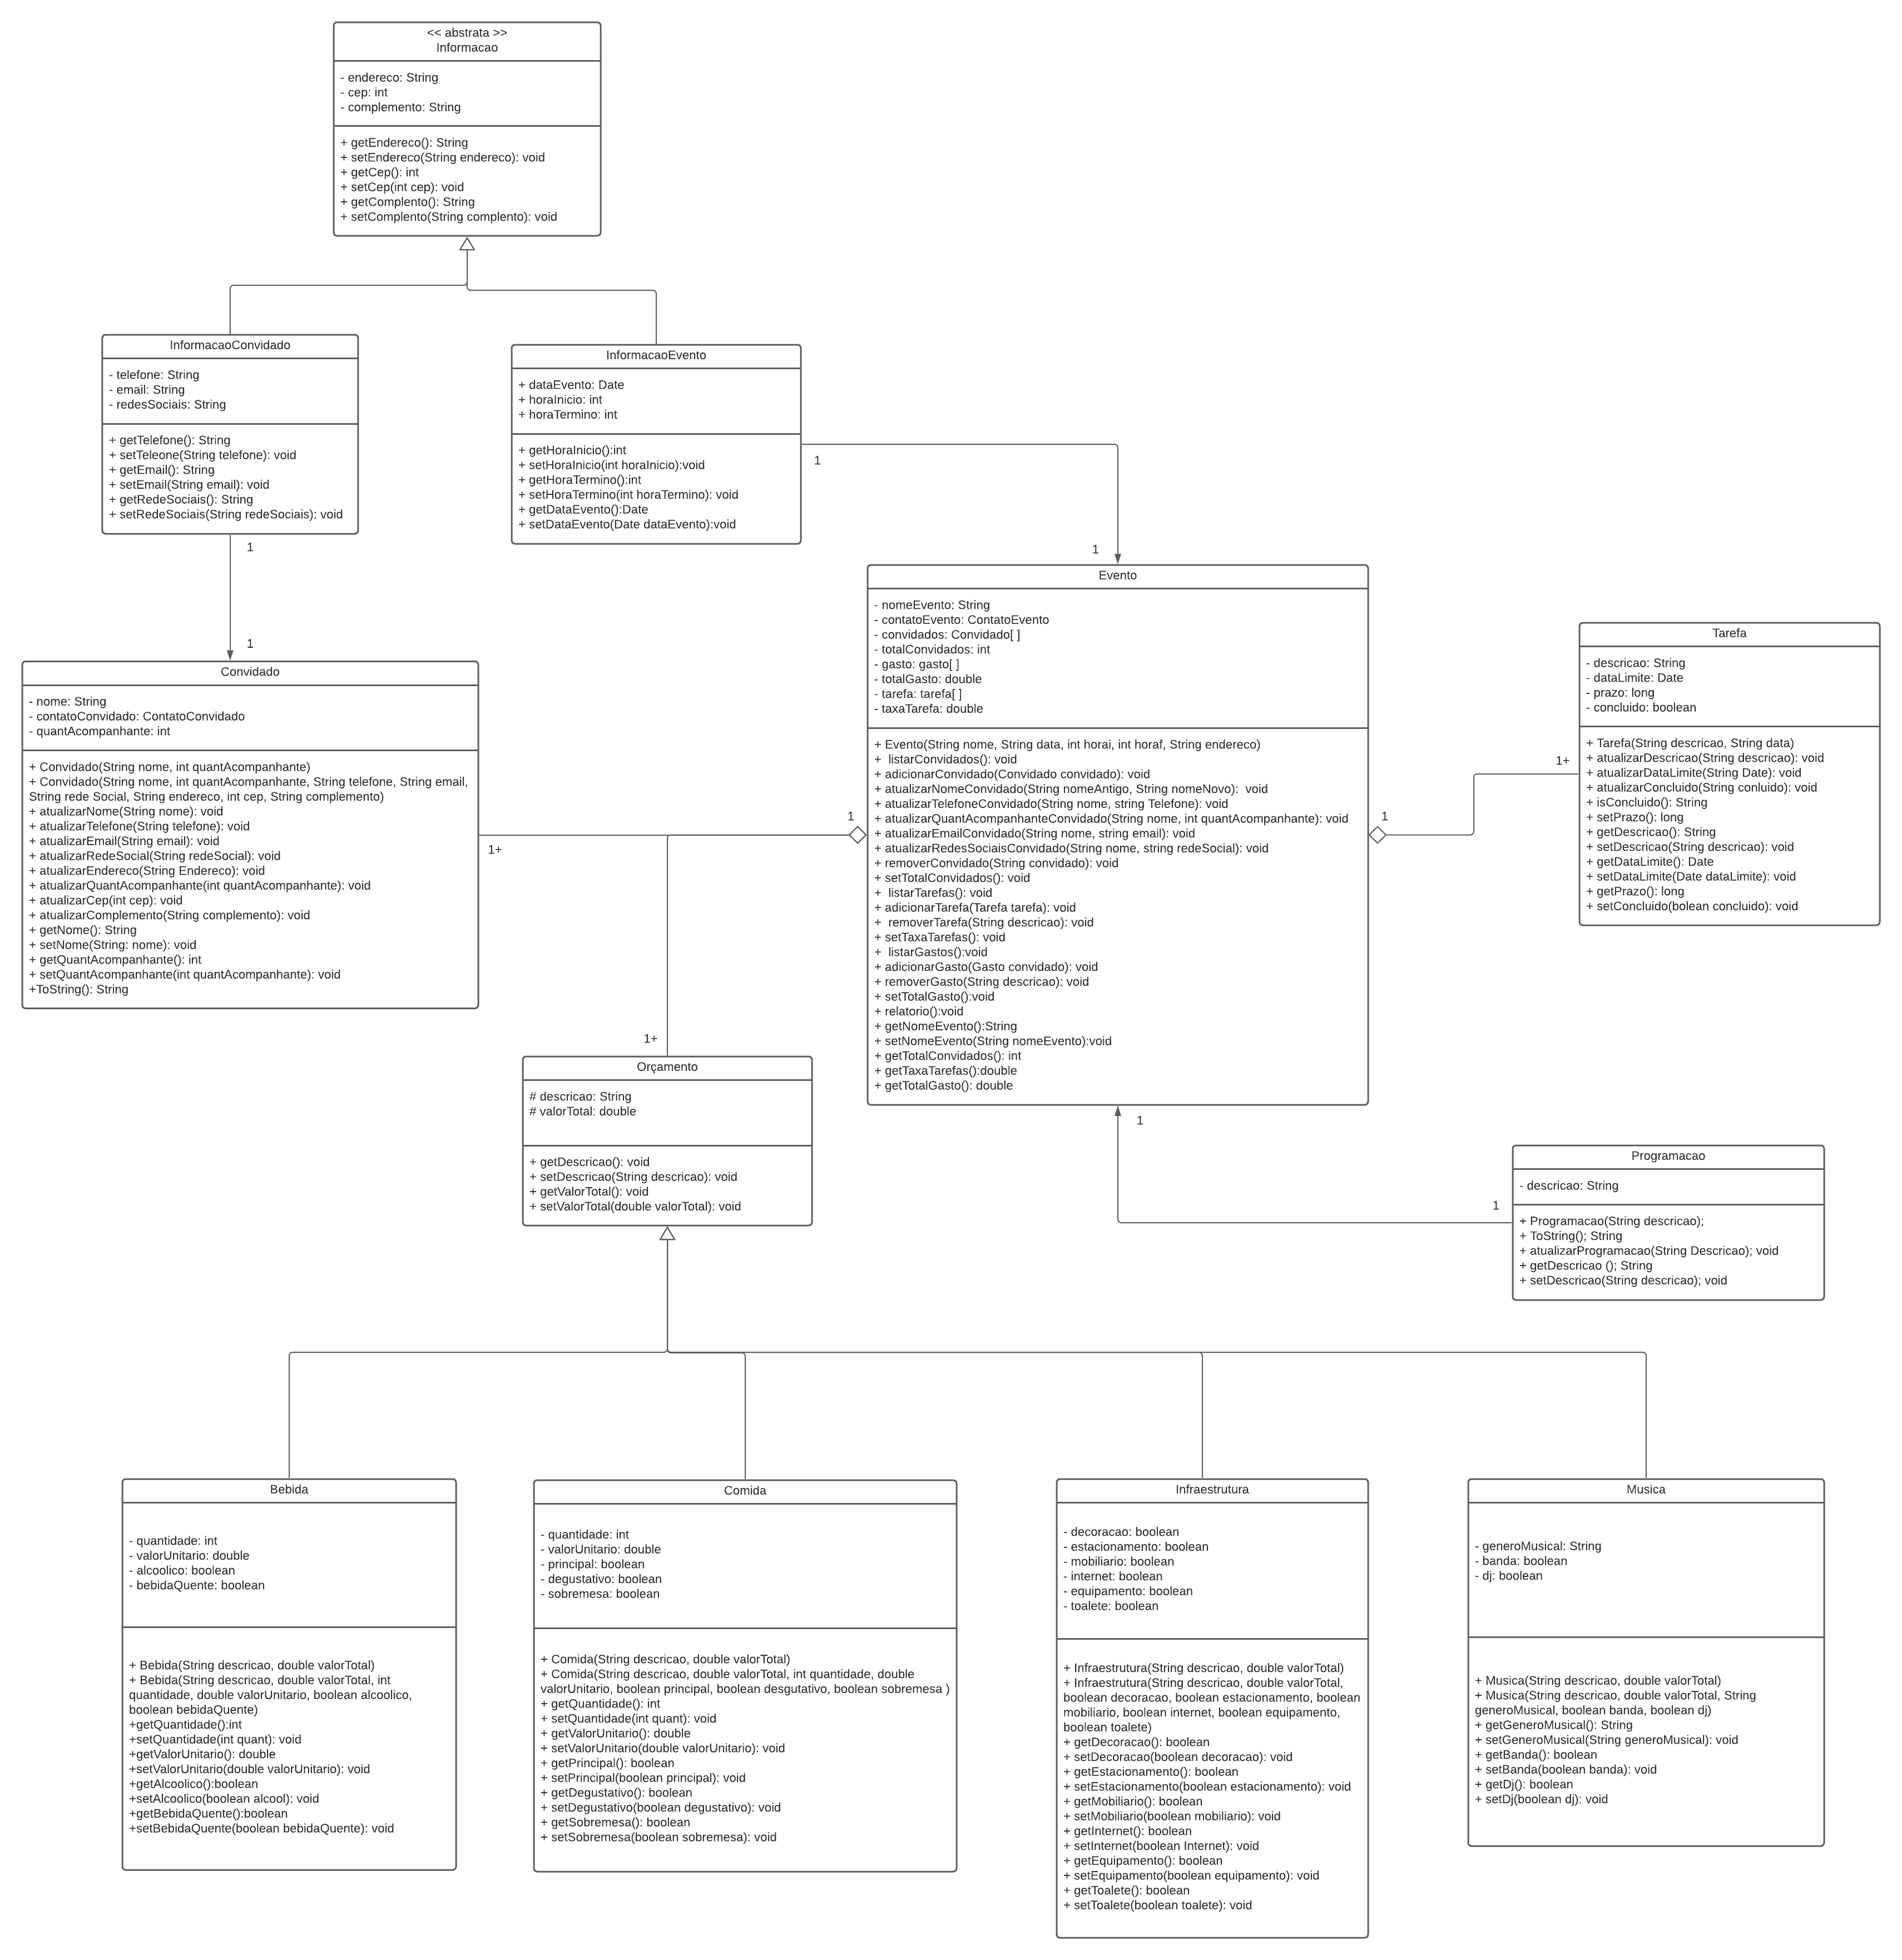 << abstrata >>
Informacao
- endereco: String
- cep: int
- complemento: String
+ getEndereco(): String
+ setEndereco(String endereco): void
+ getCep(): int
+ setCep(int cep): void
+ getComplento(): String
+ setComplento(String complento): void
InformacaoConvidado
- telefone: String
- email: String
- redesSociais: String
+ getTelefone(): String
+ setTeleone(String telefone): void
+ getEmail(): String
+ setEmail(String email): void
+ getRedeSociais(): String
+ setRedeSociais(String redeSociais): void
1
1
InformacaoEvento
+ dataEvento: Date
+ horaInicio: int
+ horaTermino: int
+ getHoraInicio():int
+ setHoraInicio(int horaInicio):void
+ getHoraTermino():int
+ setHoraTermino(int horaTermino): void
+ getDataEvento():Date
+ setDataEvento(Date dataEvento):void
1
1
Convidado
- nome: String
- contatoConvidado: ContatoConvidado
- quantAcompanhante: int
+ Convidado(String nome, int quantAcompanhante)
+ Convidado(String nome, int quantAcompanhante, String telefone, String email,
String rede Social, String endereco, int cep, String complemento)
+ atualizarNome(String nome): void
+ atualizarTelefone(String telefone): void
+ atualizarEmail(String email): void
+ atualizarRedeSocial(String redeSocial): void
+ atualizarEndereco(String Endereco): void
+ atualizarQuantAcompanhante(int quantAcompanhante): void
+ atualizarCep(int cep): void
+ atualizarComplemento(String complemento): void
+ getNome(): String
+ setNome(String: nome): void
+ getQuantAcompanhante(): int
+ setQuantAcompanhante(int quantAcompanhante): void
+ToString(): String
1+
1
Evento
- nomeEvento: String
- contatoEvento: ContatoEvento
- convidados: Convidado[ ]
- totalConvidados: int
- gasto: gasto[ ]
- totalGasto: double
- tarefa: tarefa[ ]
- taxaTarefa: double
+ Evento(String nome, String data, int horai, int horaf, String endereco)
+  listarConvidados(): void
+ adicionarConvidado(Convidado convidado): void
+ atualizarNomeConvidado(String nomeAntigo, String nomeNovo):  void
+ atualizarTelefoneConvidado(String nome, string Telefone): void
+ atualizarQuantAcompanhanteConvidado(String nome, int quantAcompanhante): void
+ atualizarEmailConvidado(String nome, string email): void
+ atualizarRedesSociaisConvidado(String nome, string redeSocial): void
+ removerConvidado(String convidado): void
+ setTotalConvidados(): void
+  listarTarefas(): void
+ adicionarTarefa(Tarefa tarefa): void
+  removerTarefa(String descricao): void
+ setTaxaTarefas(): void
+  listarGastos():void
+ adicionarGasto(Gasto convidado): void
+ removerGasto(String descricao): void
+ setTotalGasto():void
+ relatorio():void
+ getNomeEvento():String
+ setNomeEvento(String nomeEvento):void
+ getTotalConvidados(): int
+ getTaxaTarefas():double
+ getTotalGasto(): double
1
1+
Tarefa
- descricao: String
- dataLimite: Date
- prazo: long
- concluido: boolean
+ Tarefa(String descricao, String data)
+ atualizarDescricao(String descricao): void
+ atualizarDataLimite(String Date): void
+ atualizarConcluido(String conluido): void
+ isConcluido(): String
+ setPrazo(): long
+ getDescricao(): String
+ setDescricao(String descricao): void
+ getDataLimite(): Date
+ setDataLimite(Date dataLimite): void
+ getPrazo(): long
+ setConcluido(bolean concluido): void
1+
Orçamento
# descricao: String
# valorTotal: double
+ getDescricao(): void
+ setDescricao(String descricao): void
+ getValorTotal(): void
+ setValorTotal(double valorTotal): void
1
1
Programacao
- descricao: String
+ Programacao(String descricao);
+ ToString(); String
+ atualizarProgramacao(String Descricao); void
+ getDescricao (); String
+ setDescricao(String descricao); void
Bebida
- quantidade: int
- valorUnitario: double
- alcoolico: boolean
- bebidaQuente: boolean
+ Bebida(String descricao, double valorTotal)
+ Bebida(String descricao, double valorTotal, int
quantidade, double valorUnitario, boolean alcoolico,
boolean bebidaQuente)
+getQuantidade():int
+setQuantidade(int quant): void
+getValorUnitario(): double
+setValorUnitario(double valorUnitario): void
+getAlcoolico():boolean
+setAlcoolico(boolean alcool): void
+getBebidaQuente():boolean
+setBebidaQuente(boolean bebidaQuente): void
Comida
- quantidade: int
- valorUnitario: double
- principal: boolean
- degustativo: boolean
- sobremesa: boolean
+ Comida(String descricao, double valorTotal)
+ Comida(String descricao, double valorTotal, int quantidade, double
valorUnitario, boolean principal, boolean desgutativo, boolean sobremesa )
+ getQuantidade(): int
+ setQuantidade(int quant): void
+ getValorUnitario(): double
+ setValorUnitario(double valorUnitario): void
+ getPrincipal(): boolean
+ setPrincipal(boolean principal): void
+ getDegustativo(): boolean
+ setDegustativo(boolean degustativo): void
+ getSobremesa(): boolean
+ setSobremesa(boolean sobremesa): void
Infraestrutura
- decoracao: boolean
- estacionamento: boolean
- mobiliario: boolean
- internet: boolean
- equipamento: boolean
- toalete: boolean
+ Infraestrutura(String descricao, double valorTotal)
+ Infraestrutura(String descricao, double valorTotal,
boolean decoracao, boolean estacionamento, boolean
mobiliario, boolean internet, boolean equipamento,
boolean toalete)
+ getDecoracao(): boolean
+ setDecoracao(boolean decoracao): void
+ getEstacionamento(): boolean
+ setEstacionamento(boolean estacionamento): void
+ getMobiliario(): boolean
+ setMobiliario(boolean mobiliario): void
+ getInternet(): boolean
+ setInternet(boolean Internet): void
+ getEquipamento(): boolean
+ setEquipamento(boolean equipamento): void
+ getToalete(): boolean
+ setToalete(boolean toalete): void
Musica
- generoMusical: String
- banda: boolean
- dj: boolean
+ Musica(String descricao, double valorTotal)
+ Musica(String descricao, double valorTotal, String
generoMusical, boolean banda, boolean dj)
+ getGeneroMusical(): String
+ setGeneroMusical(String generoMusical): void
+ getBanda(): boolean
+ setBanda(boolean banda): void
+ getDj(): boolean
+ setDj(boolean dj): void